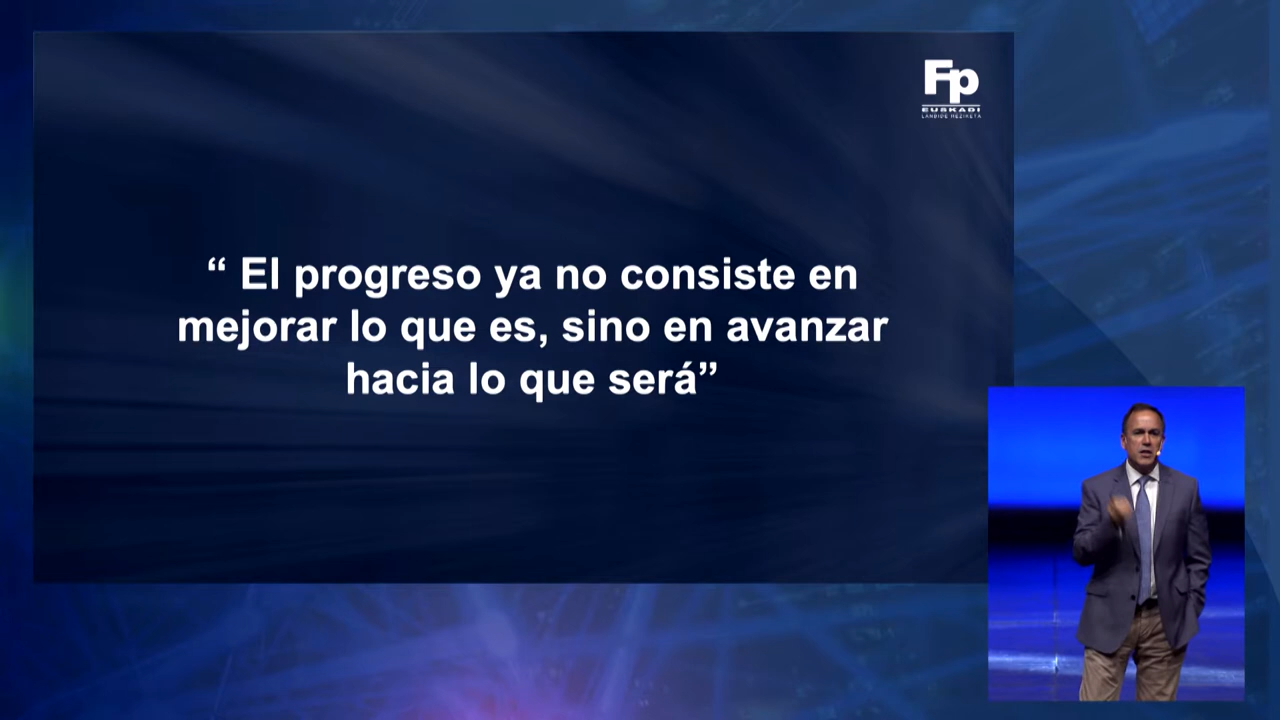 Fp
EUSKADI
LANBIDE HEZIKETA
“ El progreso ya no consiste en
mejorar lo que es, sino en avanzar
hacia lo que será”